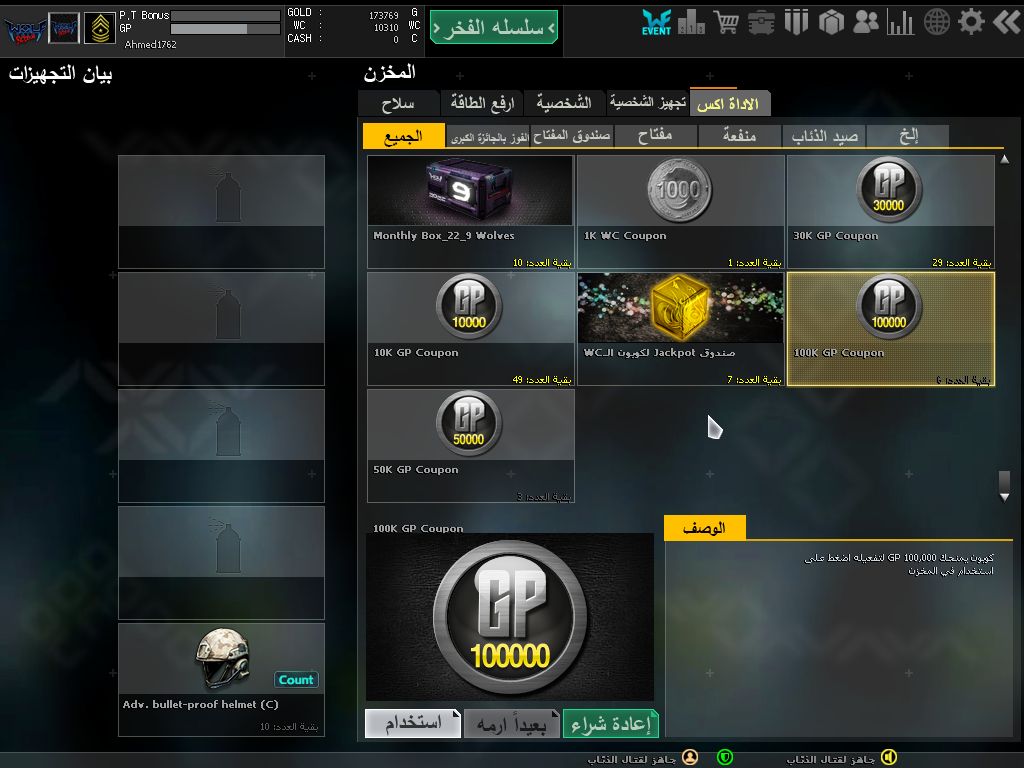 P,T Bonus
GP
Ahmed1762
GOLD : 173769 G
WC : 10310 WC
CASH : 0 C
سلسله الفخر
EVENT
بيان التجهيزات
المخزن
سلاح
ارفع الطاقة
الشخصية
تجهيز الشخصية
الاداة اكس
الجميع
الفوز بالجائزة الكبرى
صندوق المفتاح
مفتاح
منفعة
صيد الذئاب
إلخ
9
Monthly Box_22_9 Wolves
بقية العدد: 10
1000
1K WC Coupon
بقية العدد: 1
GP
30000
30K GP Coupon
بقية العدد: 29
GP
10000
10K GP Coupon
بقية العدد: 49
صندوق Jackpot لكوبون الـWC
بقية العدد: 7
GP
100000
100K GP Coupon
بقية العدد: 6
GP
50000
50K GP Coupon
بقية العدد: 3
Count
Adv. bullet-proof helmet (C)
بقية العدد: 10
100K GP Coupon
GP
100000
الوصف
كوبون يمنحك GP 100,000 لتفعيله اضغط على
استخدام في المخزن
استخدام
بعيداً ارمه
إعادة شراء
جاهز لقتال الذئاب
جاهز لقتال الذئاب